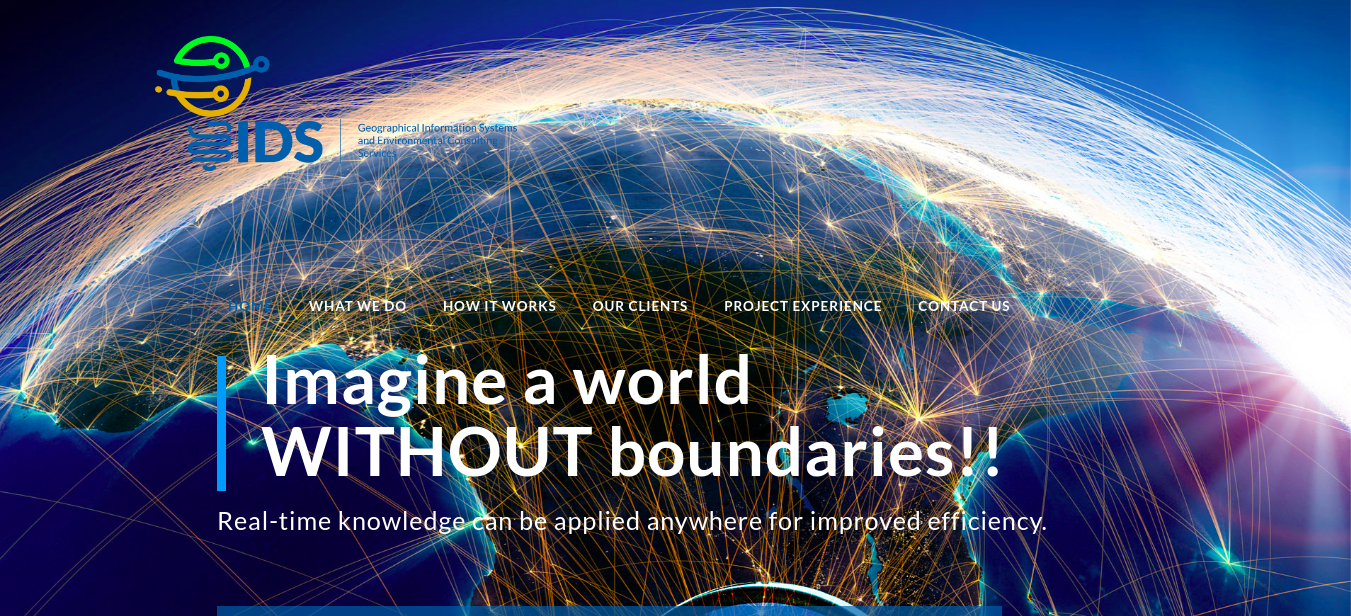 IDS
Geographical Information Systems
and Environmental Consulting
Services
HOME
WHAT WE DO
HOW IT WORKS
OUR CLIENTS
PROJECT EXPERIENCE
CONTACT US
Imagine a world
WITHOUT boundaries!!
Real-time knowledge can be applied anywhere for improved efficiency.